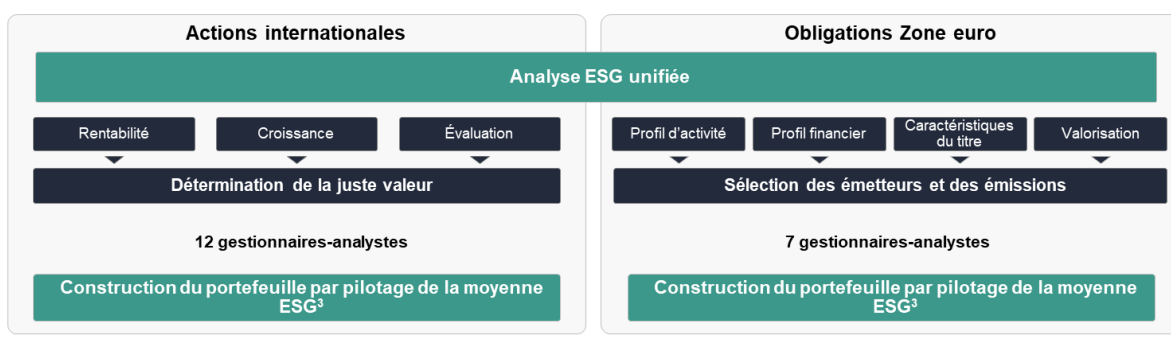 Actions internationales
Obligations Zone euro
Analyse ESG unifiée
Rentabilité
Croissance
Évaluation
Profil d'activité
Profil financier
Caractéristiques
du titre
Valorisation
Détermination de la juste valeur
Sélection des émetteurs et des émissions
12 gestionnaires-analystes
7 gestionnaires-analystes
Construction du portefeuille par pilotage de la moyenne
ESG³
Construction du portefeuille par pilotage de la moyenne
ESG³